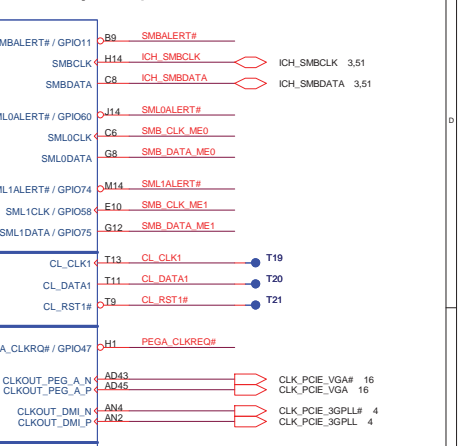 MBALERT# / GPIO11 B9 SMBALERT#
SMBCLK H14 ICH_SMBCLK ICH_SMBCLK 3,51
SMBDATA C8 ICH_SMBDATA ICH_SMBDATA 3,51
ML0ALERT# / GPIO60 J14 SML0ALERT#
SML0CLK C6 SMB_CLK_ME0
SML0DATA G8 SMB_DATA_ME0
ML1ALERT# / GPIO74 M14 SML1ALERT#
SML1CLK / GPIO58 E10 SMB_CLK_ME1
SML1DATA / GPIO75 G12 SMB_DATA_ME1
CL_CLK1 T13 CL_CLK1 T19
CL_DATA1 T11 CL_DATA1 T20
CL_RST1# T9 CL_RST1# T21
A_CLKRQ# / GPIO47 H1 PEGA_CLKREQ#
CLKOUT_PEG_A_N AD43 CLK_PCIE_VGA# 16
CLKOUT_PEG_A_P AD45 CLK_PCIE_VGA 16
CLKOUT_DMI_N AN4 CLK_PCIE_3GPLL# 4
CLKOUT_DMI_P AN2 CLK_PCIE_3GPLL 4
D